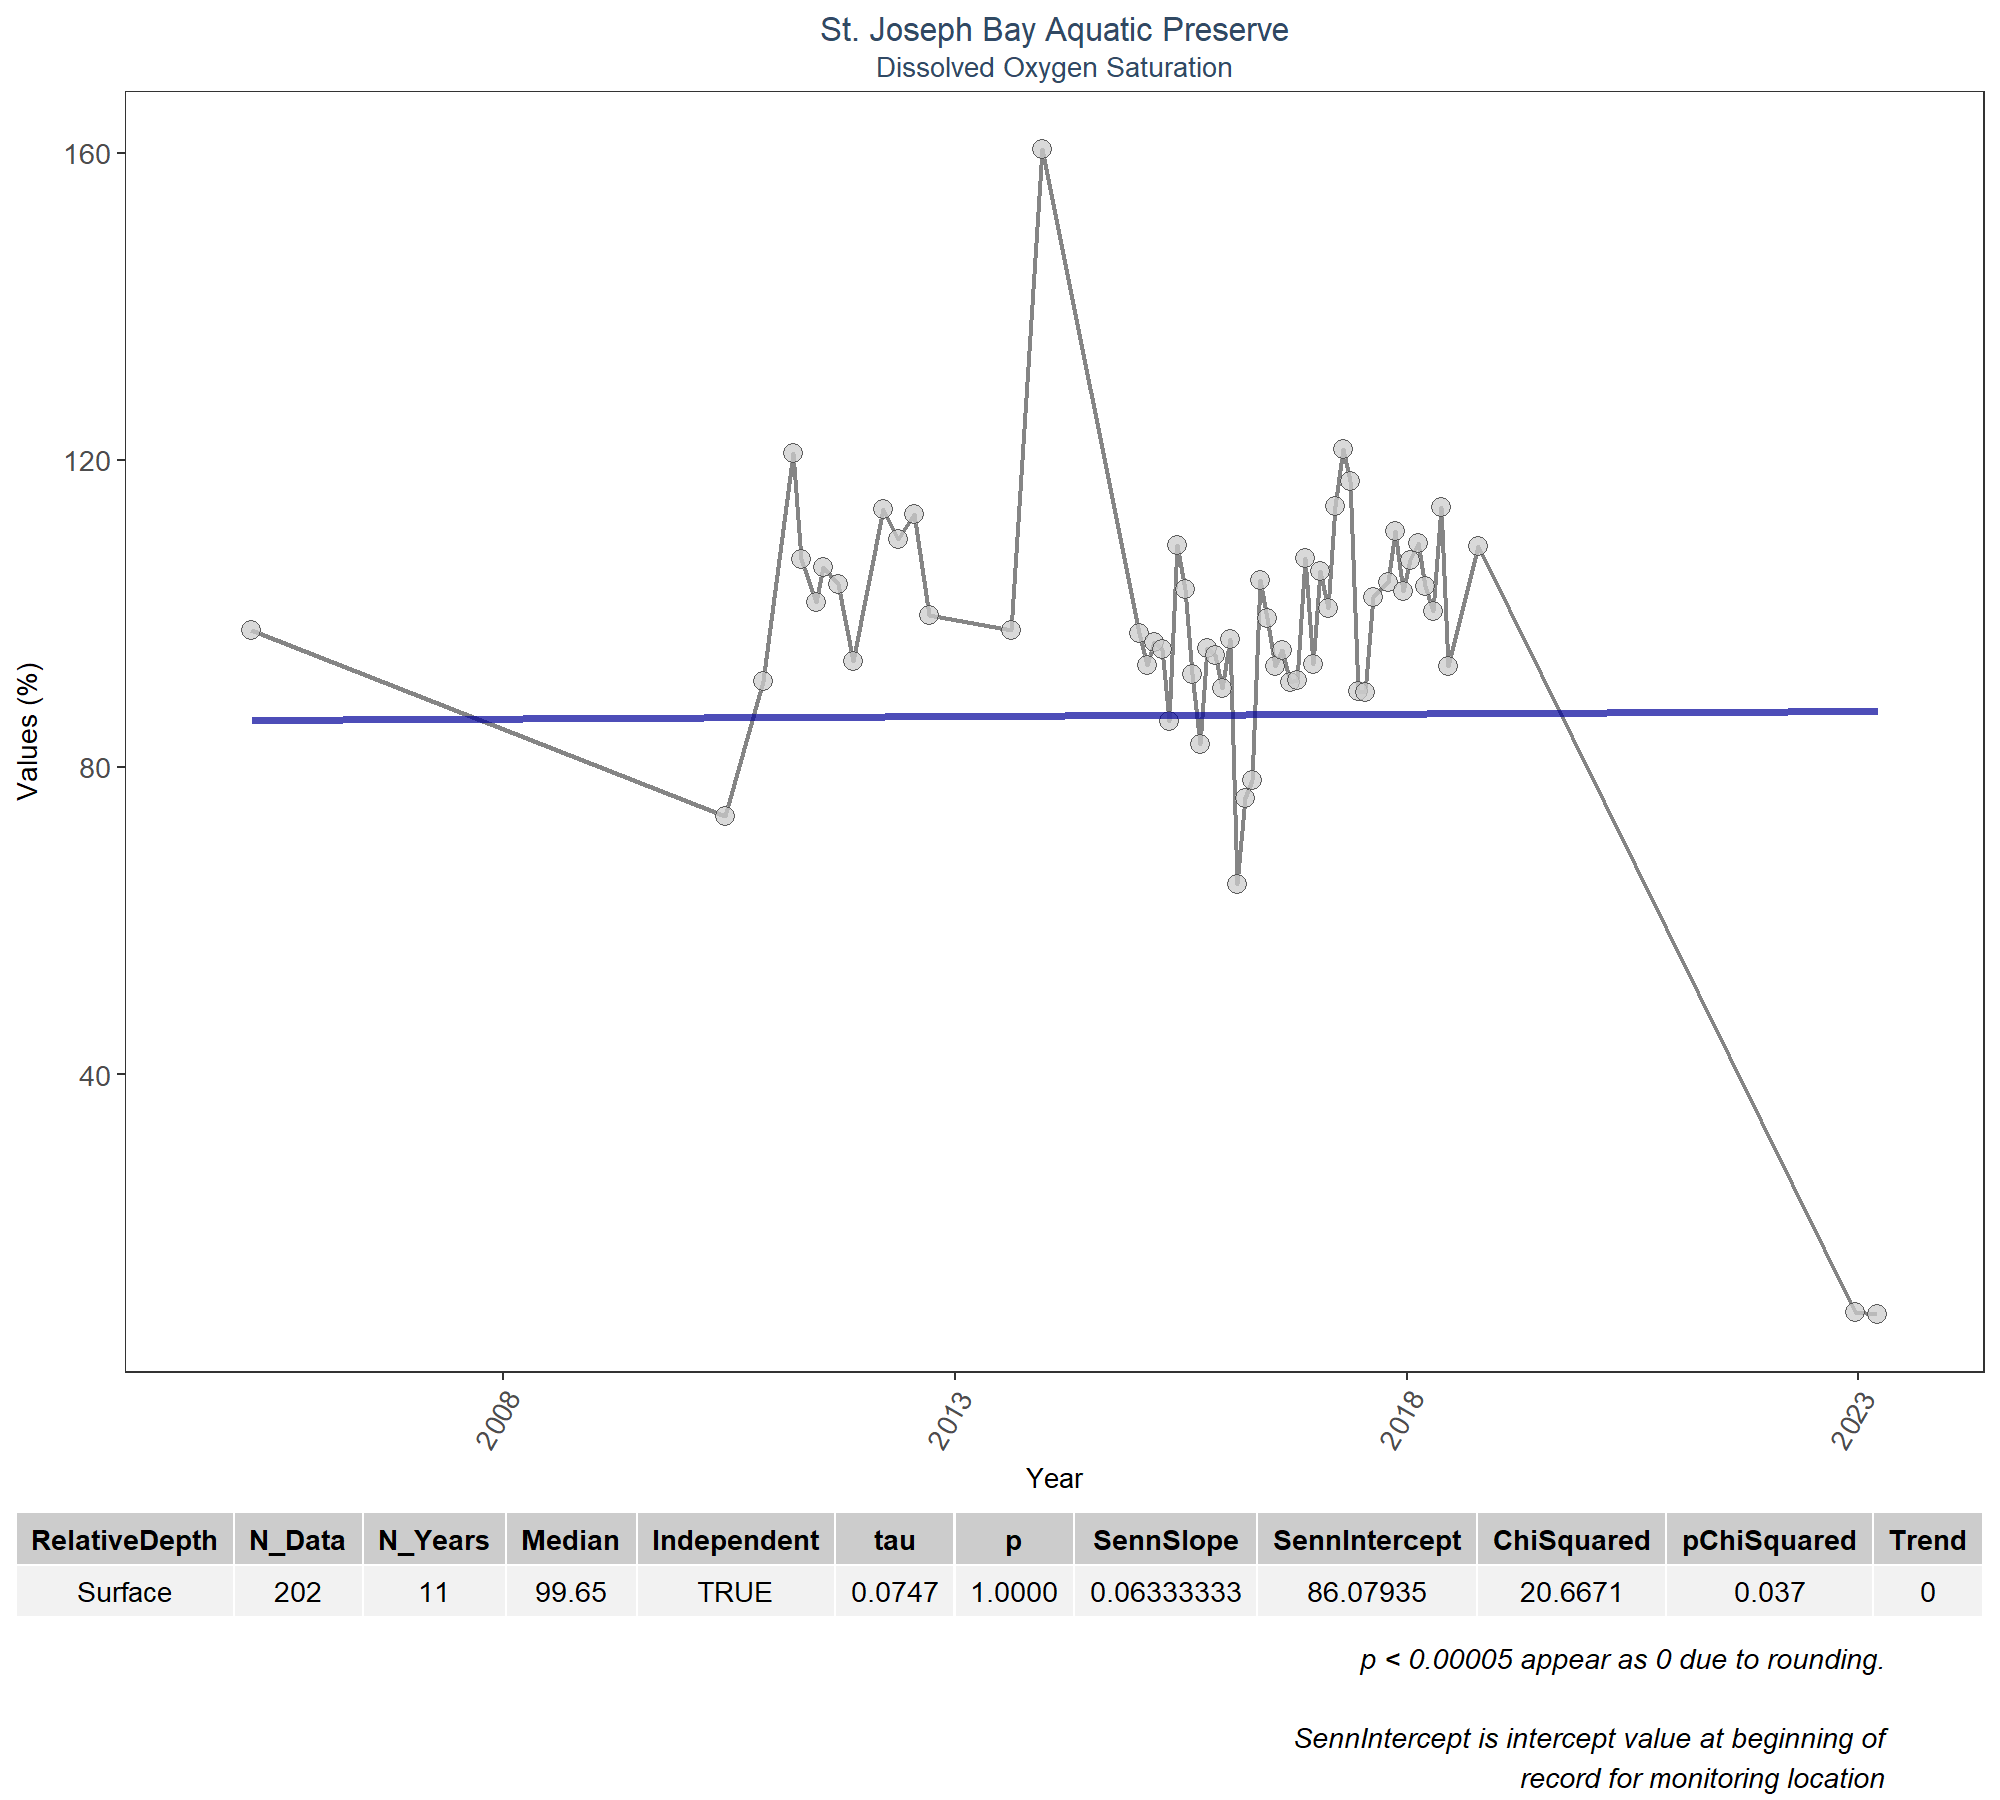 St. Joseph Bay Aquatic Preserve
Dissolved Oxygen Saturation
160
120
80
40
Values (%)
2008
2013
2018
2023
Year
RelativeDepth N_Data N_Years Median Independent tau p SennSlope SennIntercept ChiSquared pChiSquared Trend
Surface 202 11 99.65 TRUE 0.0747 1.0000 0.06333333 86.07935 20.6671 0.037 0
p < 0.00005 appear as 0 due to rounding.
SennIntercept is intercept value at beginning of
record for monitoring location